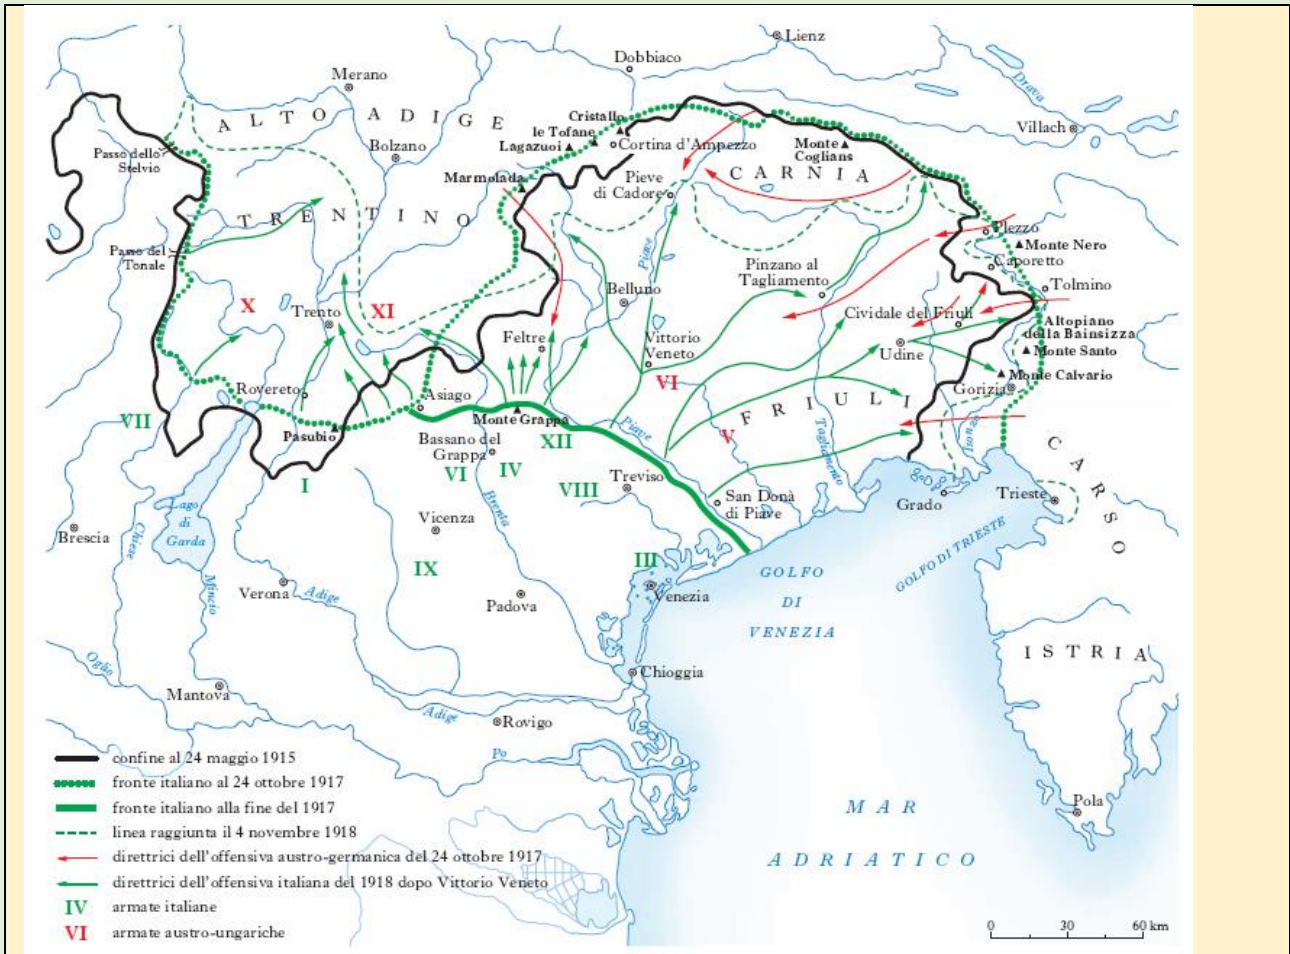 Lienz
Dobbiaco
Drava
Merano
ALTO ADIGE
Cristallo
le Tofane
Lagazuoi
Cortina d'Ampezzo
Monte
Coglians
Villach
Passo dello
Stelvio
Bolzano
Marmolada
Pieve
di Cadore
CARNIA
TRENTINO
Plezzo
Monte Nero
Passo del
Tonale
Caporetto
Piave
Pinzano al
Tagliamento
Tolmino
Belluno
X
XI
Trento
Cividale del Friuli
Altopiano
della Bainsizza
Feltre
Vittorio
Veneto
Udine
Monte Santo
Monte Calvario
VI
Gorizia
Rovereto
Asiago
FRIULI
VII
Monte Grappa
Piave
Pasubio
Bassano del
Grappa
XII
V
Tagliamento
Isonzo
CARSO
I
VI
IV
VIII
Treviso
San Donà
di Piave
Grado
Trieste
Brescia
Chiese
Lago
di
Garda
Vicenza
Brenta
GOLFO DI TRIESTE
IX
III
GOLFO
DI
VENEZIA
Mincio
Verona
Adige
Padova
Venezia
Oglio
ISTRIA
Mantova
Chioggia
Adige
Rovigo
Po
confine al 24 maggio 1915
fronte italiano al 24 ottobre 1917
fronte italiano alla fine del 1917
linea raggiunta il 4 novembre 1918
direttrici dell'offensiva austro-germanica del 24 ottobre 1917
direttrici dell'offensiva italiana del 1918 dopo Vittorio Veneto
IV armate italiane
VI armate austro-ungariche
MAR
ADRIATICO
Pola
0 30 60 km